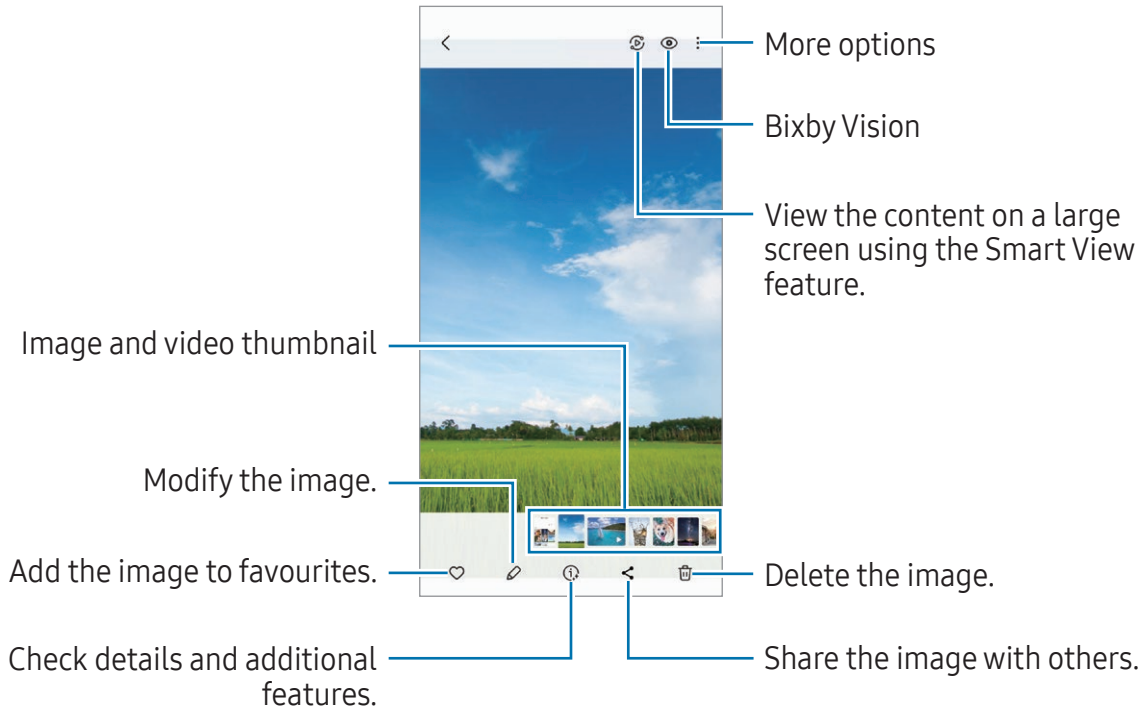 More options
Bixby Vision
View the content on a large
screen using the Smart View
feature.
Image and video thumbnail
Modify the image.
Add the image to favourites.
Delete the image.
Check details and additional
features.
Share the image with others.